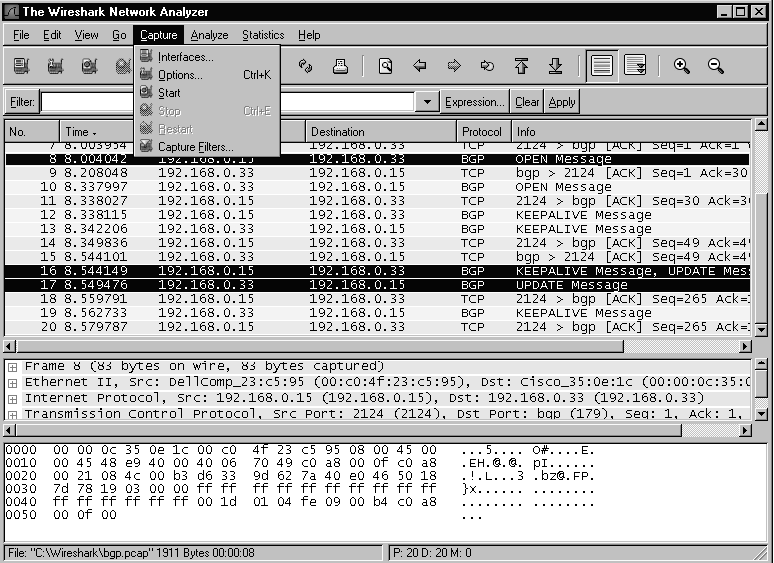 The Wireshark Network Analyzer
File Edit View Go Capture Analyze Statistics Help
Interfaces...
Options... Ctrl+K
Start
Stop Ctrl+E
Restart
Capture Filters...
Filter: Expression... Clear Apply
No. Time Destination Protocol Info
7 8.003954 192.168.0.33 TCP 2124 > bgp [ACK] Seq=1 Ack=1
8 8.004042 192.168.0.15 192.168.0.33 BGP OPEN Message
9 8.208048 192.168.0.33 192.168.0.15 TCP bgp > 2124 [ACK] Seq=1 Ack=30
10 8.337997 192.168.0.33 192.168.0.15 BGP OPEN Message
11 8.338027 192.168.0.15 192.168.0.33 TCP 2124 > bgp [ACK] Seq=30 Ack=3
12 8.338115 192.168.0.15 192.168.0.33 BGP KEEPALIVE Message
13 8.342206 192.168.0.33 192.168.0.15 BGP KEEPALIVE Message
14 8.349836 192.168.0.15 192.168.0.33 TCP 2124 > bgp [ACK] Seq=49 Ack=4
15 8.544101 192.168.0.33 192.168.0.15 TCP bgp > 2124 [ACK] Seq=49 Ack=4
16 8.544149 192.168.0.15 192.168.0.33 BGP KEEPALIVE Message, UPDATE Mes
17 8.549476 192.168.0.33 192.168.0.15 BGP UPDATE Message
18 8.559791 192.168.0.15 192.168.0.33 TCP 2124 > bgp [ACK] Seq=265 Ack=
19 8.562733 192.168.0.33 192.168.0.15 BGP KEEPALIVE Message
20 8.579787 192.168.0.15 192.168.0.33 TCP 2124 > bgp [ACK] Seq=265 Ack=
Frame 8 (83 bytes on wire, 83 bytes captured)
Ethernet II, Src: DellComp_23:c5:95 (00:c0:4f:23:c5:95), Dst: Cisco_35:0e:1c (00:00:0c:35:0
Internet Protocol, Src: 192.168.0.15 (192.168.0.15), Dst: 192.168.0.33 (192.168.0.33)
Transmission Control Protocol, Src Port: 2124 (2124), Dst Port: bgp (179), Seq: 1, Ack: 1,
0000 00 00 0c 35 0e 1c 00 c0 4f 23 c5 95 08 00 45 00 ...5.... O#....E.
0010 00 45 48 e9 40 00 40 06 70 49 c0 a8 00 0f c0 a8 .EH.@.@. pI......
0020 00 21 08 4c 00 b3 d6 33 9d 62 7a 40 e0 46 50 18 .!.L...3 .bz@.FP.
0030 7d 78 19 03 00 00 ff ff ff ff ff ff ff ff ff ff }x...... ........
0040 ff ff ff ff ff ff 00 1d 01 04 fe 09 00 b4 c0 a8 ........ ........
0050 00 0f 00 ...
File: "C:\Wireshark\bgp.pcap" 1911 Bytes 00:00:08 P: 20 D: 20 M: 0